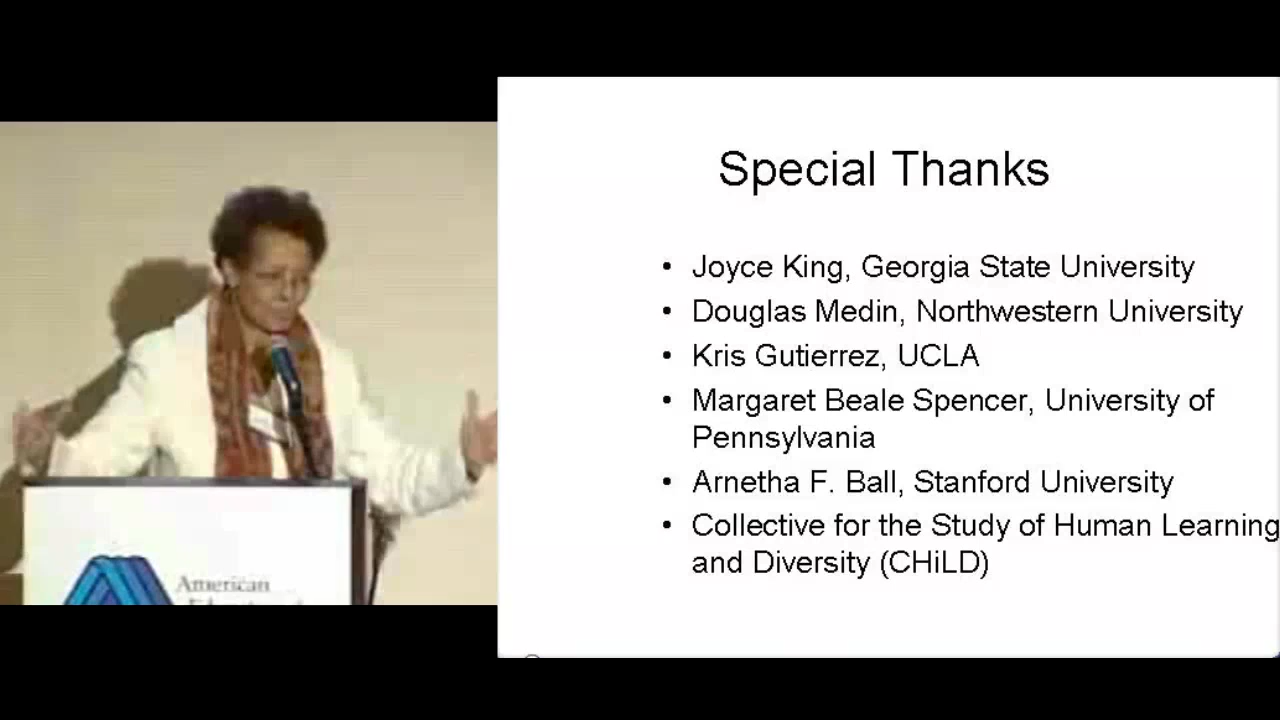 Special Thanks
• Joyce King, Georgia State University
• Douglas Medin, Northwestern University
• Kris Gutierrez, UCLA
• Margaret Beale Spencer, University of
Pennsylvania
• Arnetha F. Ball, Stanford University
• Collective for the Study of Human Learning
and Diversity (CHiLD)
American